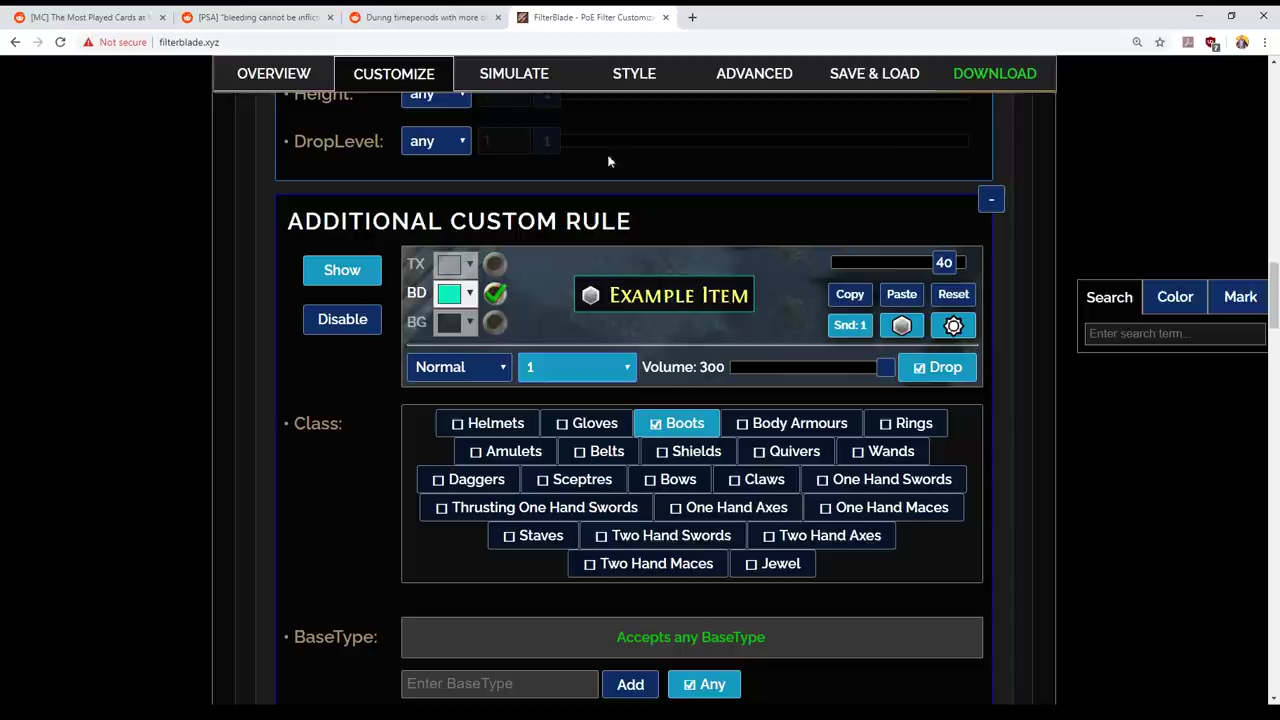 [MC] The Most Played Cards at M
[PSA] "bleeding cannot be inflic
During timeperiods with more o
FilterBlade - PoE Filter Customiza
Not secure
filterblade.xyz
OVERVIEW
CUSTOMIZE
SIMULATE
STYLE
ADVANCED
SAVE & LOAD
DOWNLOAD
• Height: any 1 1
• DropLevel: any 1 1
-
ADDITIONAL CUSTOM RULE
Show
Disable
TX
BD
BG
EXAMPLE ITEM
40
Copy Paste Reset
Snd: 1
Normal 1 Volume: 300 Drop
• Class:
Helmets Gloves Boots Body Armours Rings
Amulets Belts Shields Quivers Wands
Daggers Sceptres Bows Claws One Hand Swords
Thrusting One Hand Swords One Hand Axes One Hand Maces
Staves Two Hand Swords Two Hand Axes
Two Hand Maces Jewel
• BaseType: Accepts any BaseType
Enter BaseType Add Any
Search Color Mark
Enter search term...